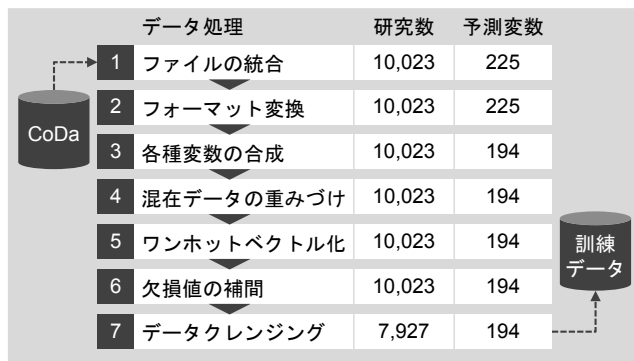 データ処理 研究数 予測変数
1 ファイルの統合 10,023 225
2 フォーマット変換 10,023 225
CoDa
3 各種変数の合成 10,023 194
4 混在データの重みづけ 10,023 194
5 ワンホットベクトル化 10,023 194
6 欠損値の補間 10,023 194
7 データクレンジング 7,927 194
訓練
データ